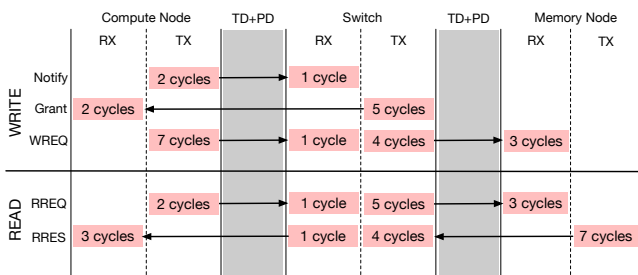 Compute Node TD+PD Switch TD+PD Memory Node
RX TX RX TX RX TX
WRITE
Notify 2 cycles 1 cycle
Grant 2 cycles 5 cycles
WREQ 7 cycles 1 cycle 4 cycles 3 cycles
READ
RREQ 2 cycles 1 cycle 5 cycles 3 cycles
RRES 3 cycles 1 cycle 4 cycles 7 cycles